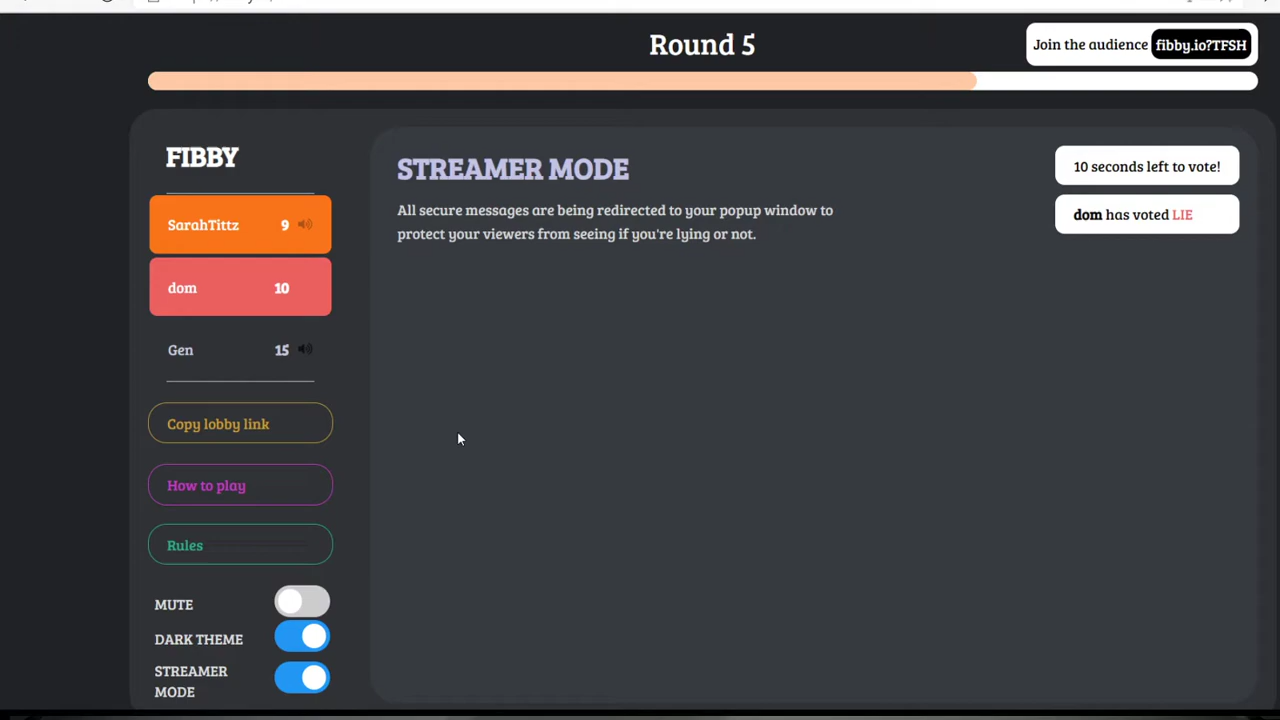 Round 5
Join the audience fibby.io?TFSH
FIBBY
SarahTittz 9
dom 10
Gen 15
Copy lobby link
How to play
Rules
MUTE
DARK THEME
STREAMER
MODE
STREAMER MODE
All secure messages are being redirected to your popup window to
protect your viewers from seeing if you're lying or not.
10 seconds left to vote!
dom has voted LIE